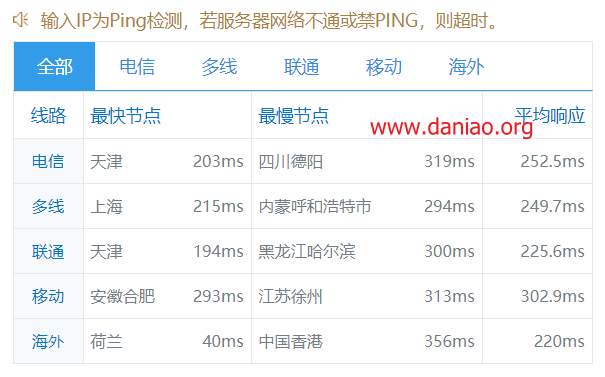 输入IP为Ping检测，若服务器网络不通或禁PING，则超时。
全部 电信 多线 联通 移动 海外
线路 最快节点 最慢节点 平均响应
www.daniao.org
电信 天津 203ms 四川德阳 319ms 252.5ms
多线 上海 215ms 内蒙呼和浩特市 294ms 249.7ms
联通 天津 194ms 黑龙江哈尔滨 300ms 225.6ms
移动 安徽合肥 293ms 江苏徐州 313ms 302.9ms
海外 荷兰 40ms 中国香港 356ms 220ms